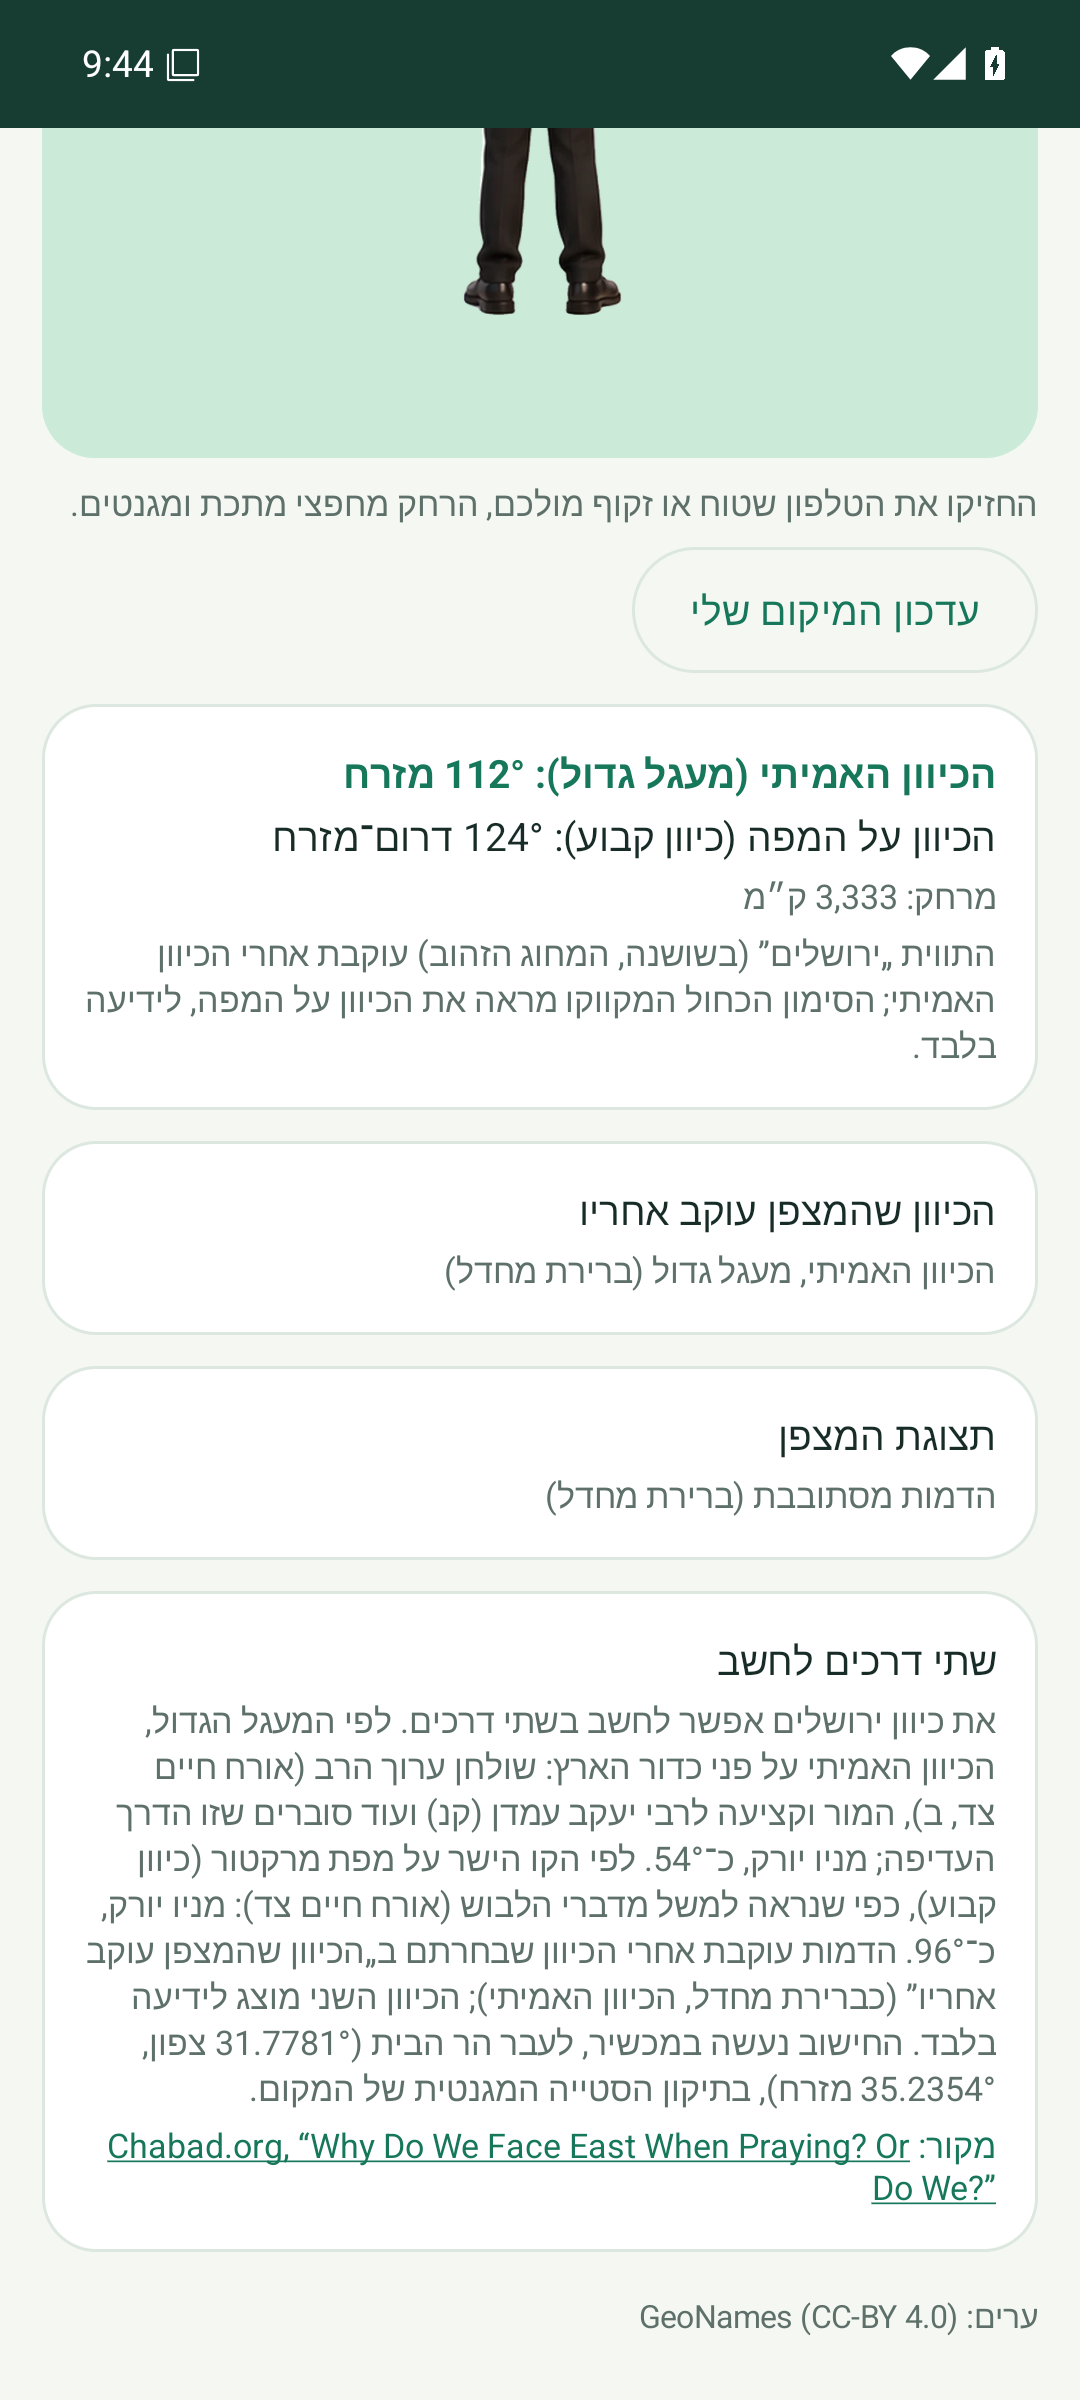 9:44
החזיקו את הטלפון שטוח או זקוף מולכם, הרחק מחפצי מתכת ומגנטים.
עדכון המיקום שלי
הכיוון האמיתי (מעגל גדול): 112° מזרח
הכיוון על המפה (כיוון קבוע): 124° דרום־מזרח
מרחק: 3,333 ק״מ
התווית „ירושלים” (בשושנה, המחוג הזהוב) עוקבת אחרי הכיוון
האמיתי; הסימון הכחול המקווקו מראה את הכיוון על המפה, לידיעה
בלבד.
הכיוון שהמצפן עוקב אחריו
הכיוון האמיתי, מעגל גדול (ברירת מחדל)
תצוגת המצפן
הדמות מסתובבת (ברירת מחדל)
שתי דרכים לחשב
את כיוון ירושלים אפשר לחשב בשתי דרכים. לפי המעגל הגדול,
הכיוון האמיתי על פני כדור הארץ: שולחן ערוך הרב (אורח חיים
צד, ב), המור וקציעה לרבי יעקב עמדן (קנ) ועוד סוברים שזו הדרך
העדיפה; מניו יורק, כ־54°. לפי הקו הישר על מפת מרקטור (כיוון
קבוע), כפי שנראה למשל מדברי הלבוש (אורח חיים צד): מניו יורק,
כ־96°. הדמות עוקבת אחרי הכיוון שבחרתם ב„הכיוון שהמצפן עוקב
אחריו” (כברירת מחדל, הכיוון האמיתי); הכיוון השני מוצג לידיעה
בלבד. החישוב נעשה במכשיר, לעבר הר הבית (31.7781° צפון,
35.2354° מזרח), בתיקון הסטייה המגנטית של המקום.
מקור: Chabad.org, “Why Do We Face East When Praying? Or
Do We?”
ערים: GeoNames (CC-BY 4.0)